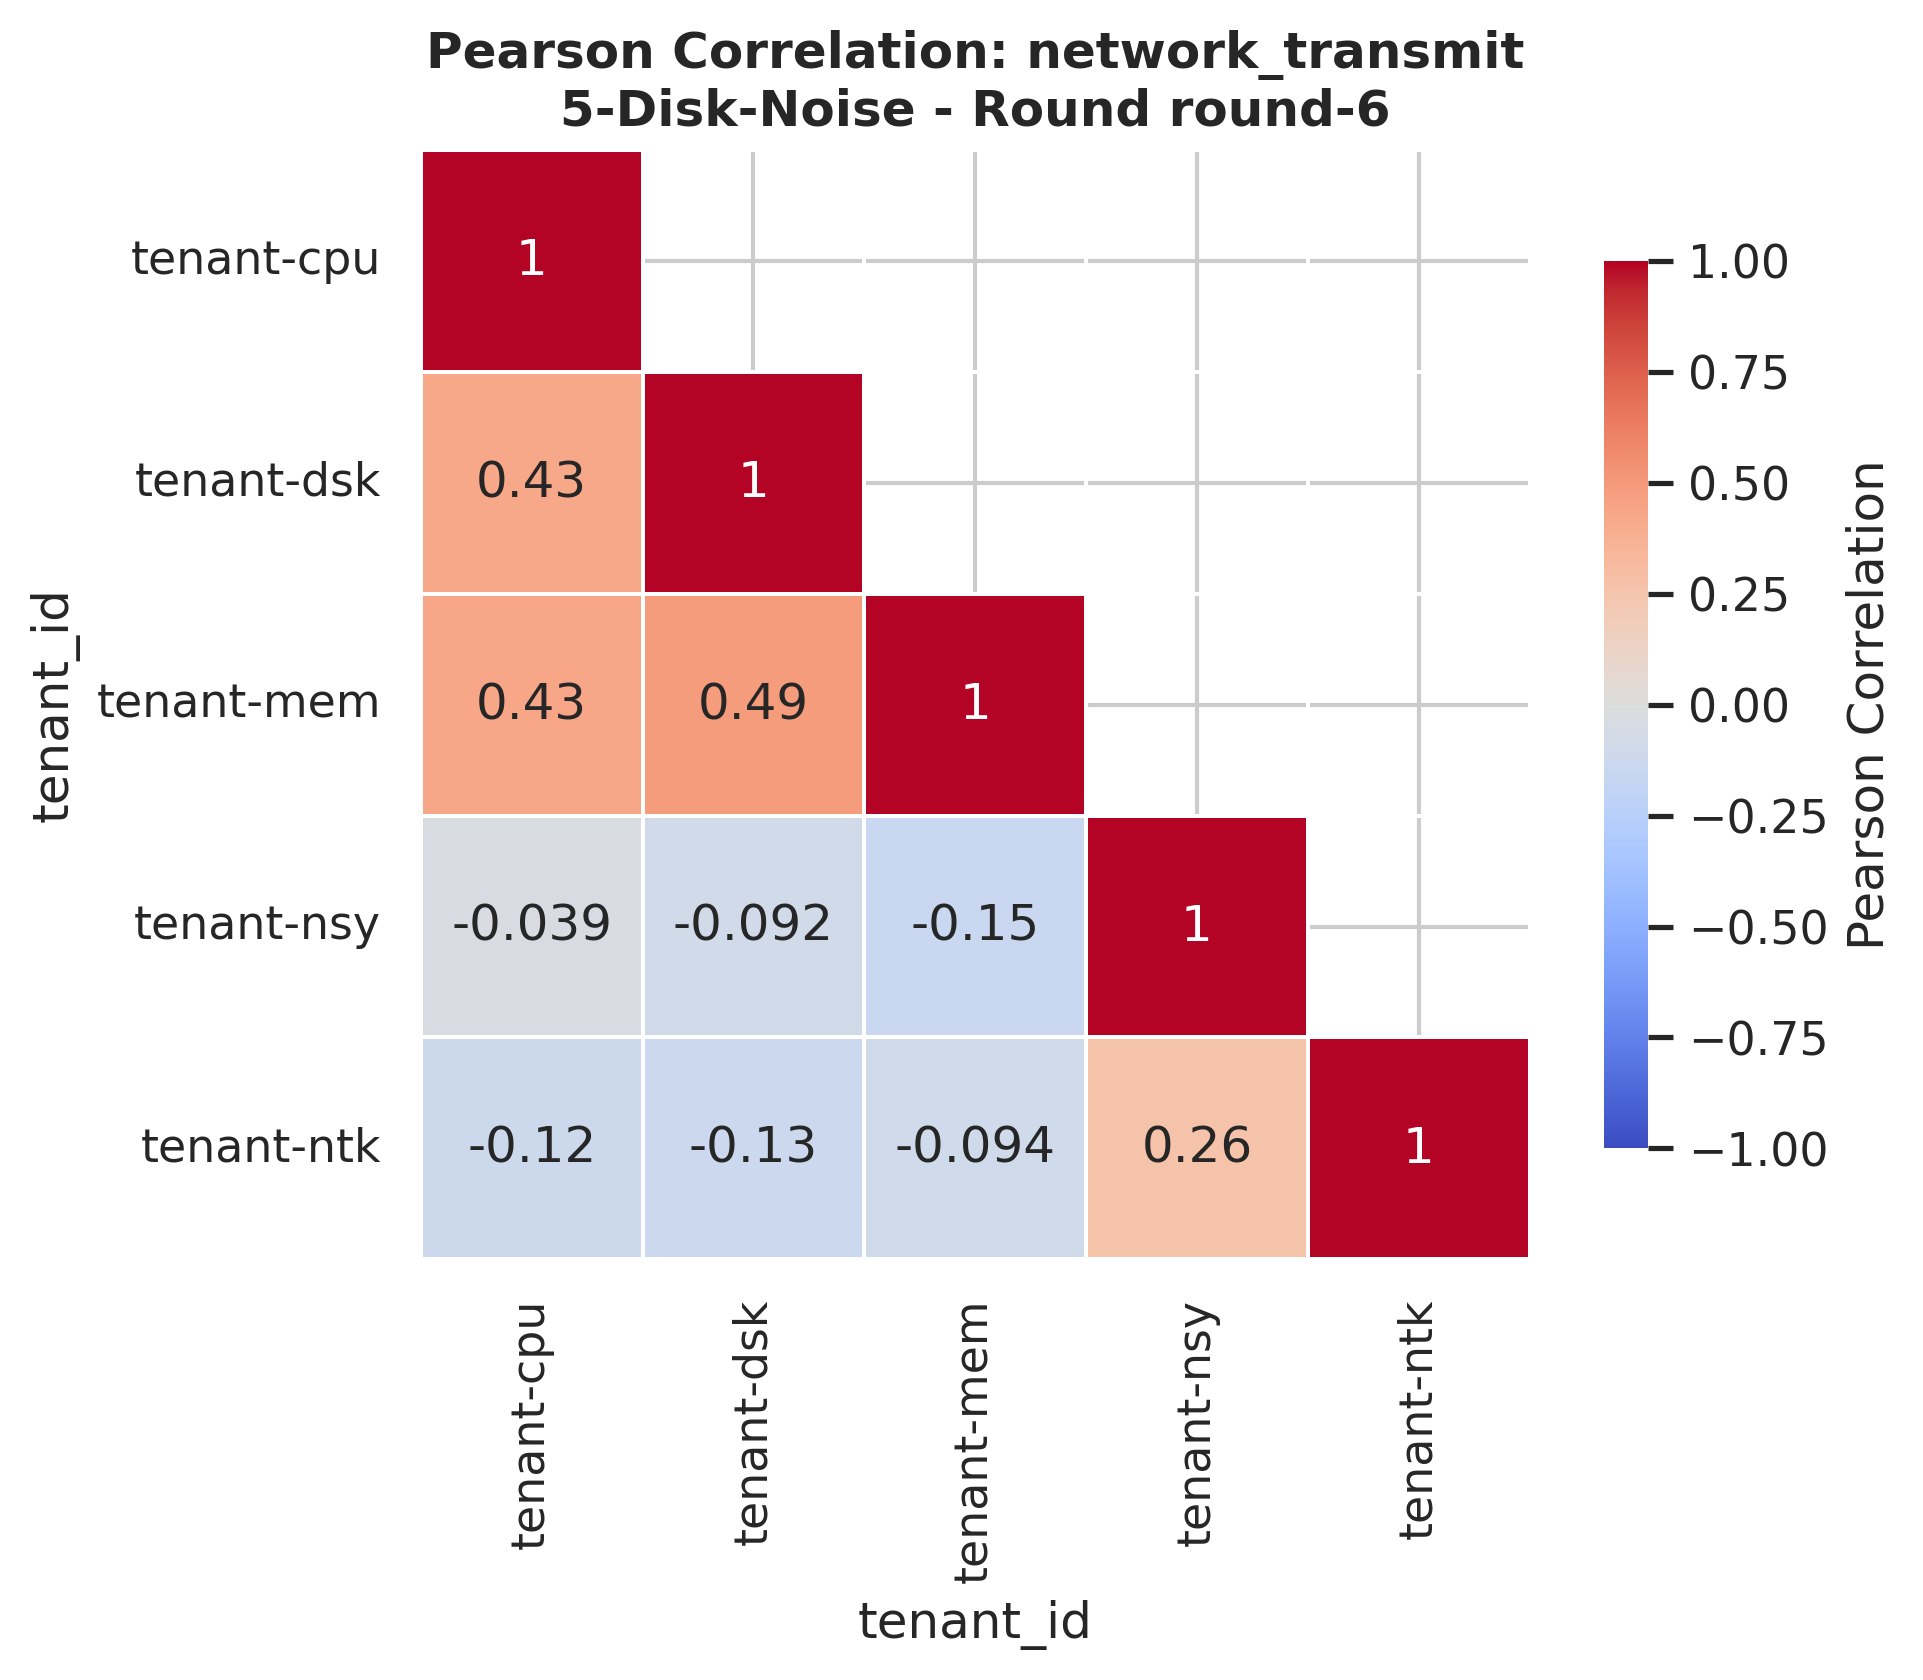 Pearson Correlation: network_transmit
5-Disk-Noise - Round round-6
tenant_id
tenant-cpu
1
tenant-dsk
0.43
1
tenant-mem
0.43
0.49
1
tenant-nsy
-0.039
-0.092
-0.15
1
tenant-ntk
-0.12
-0.13
-0.094
0.26
1
tenant-cpu
tenant-dsk
tenant-mem
tenant-nsy
tenant-ntk
tenant_id
1.00
0.75
0.50
0.25
0.00
−0.25
−0.50
−0.75
−1.00
Pearson Correlation